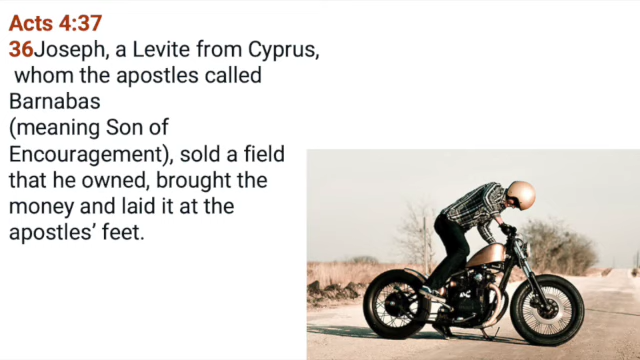 Acts 4:37
36Joseph, a Levite from Cyprus,
whom the apostles called
Barnabas
(meaning Son of
Encouragement), sold a field
that he owned, brought the
money and laid it at the
apostles’ feet.